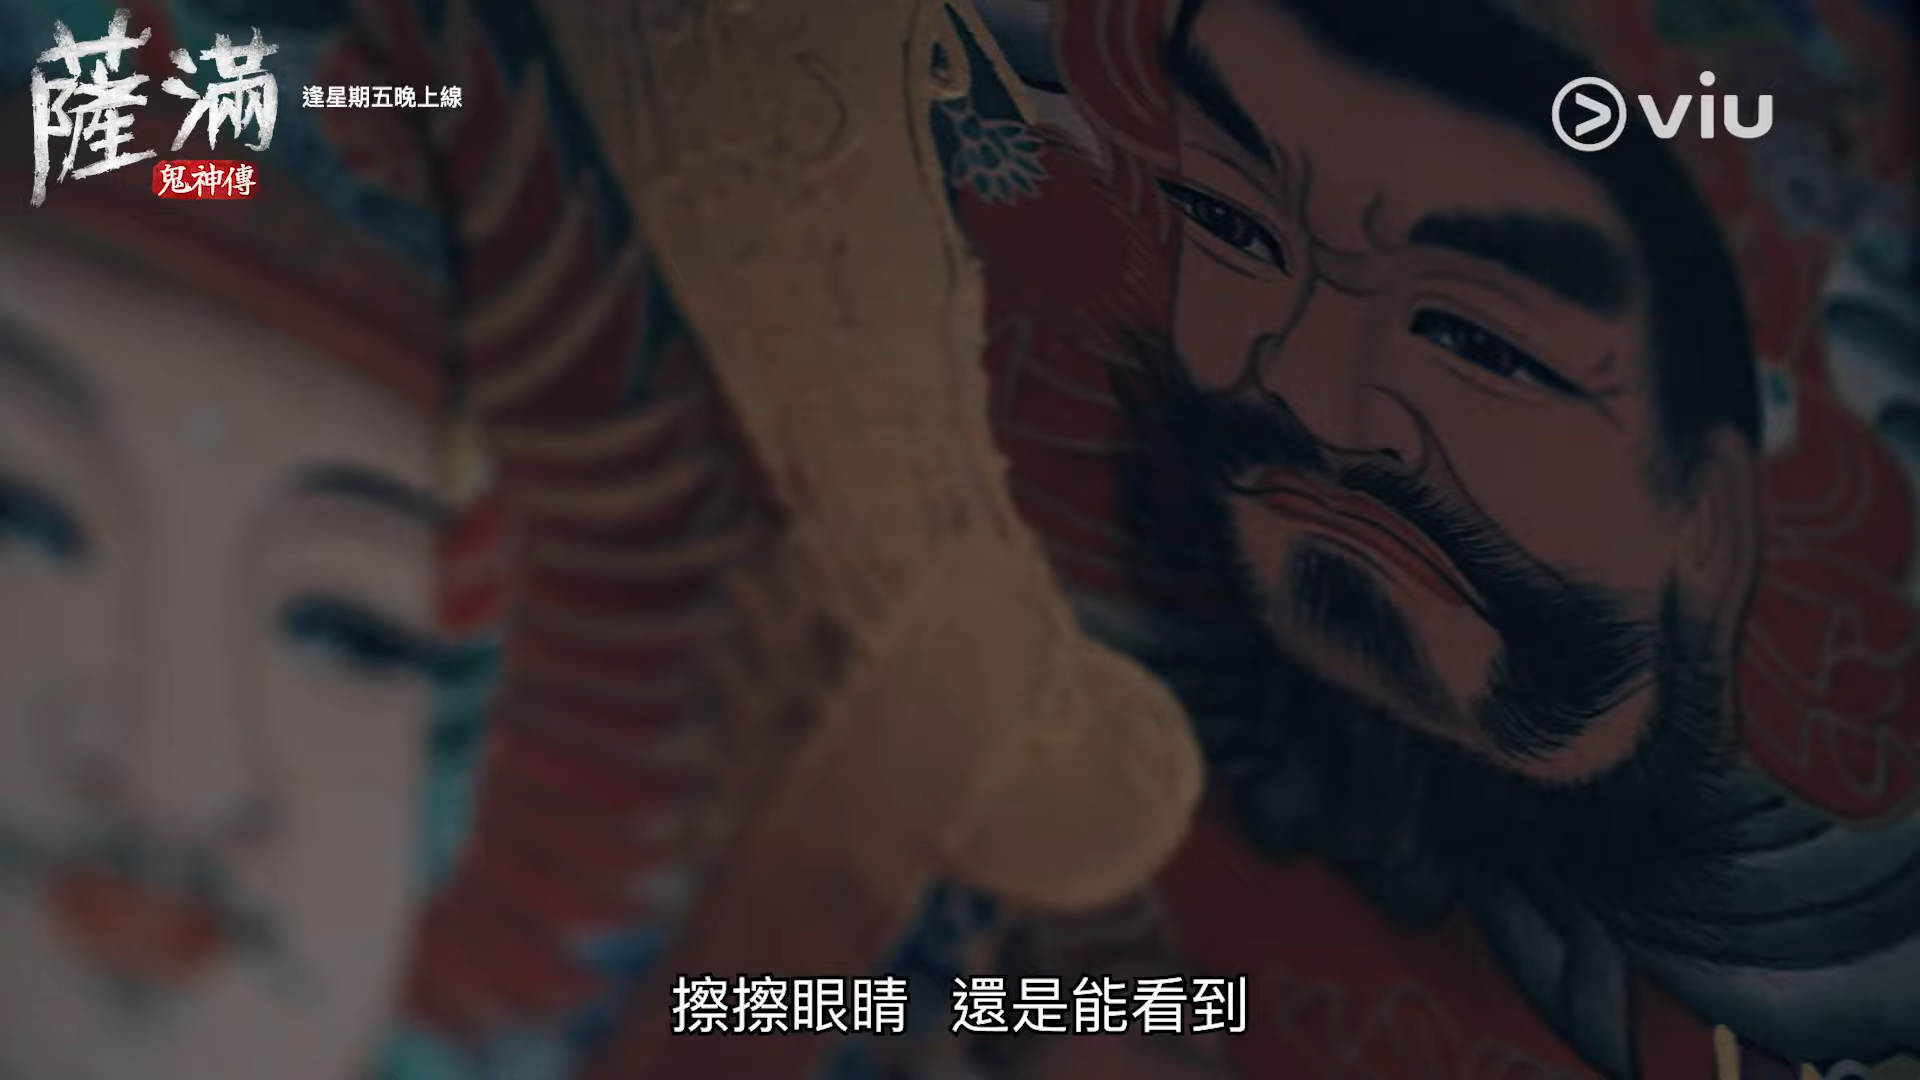 薩滿
鬼神傳
逢星期五晚上線
viu
擦擦眼睛 還是能看到